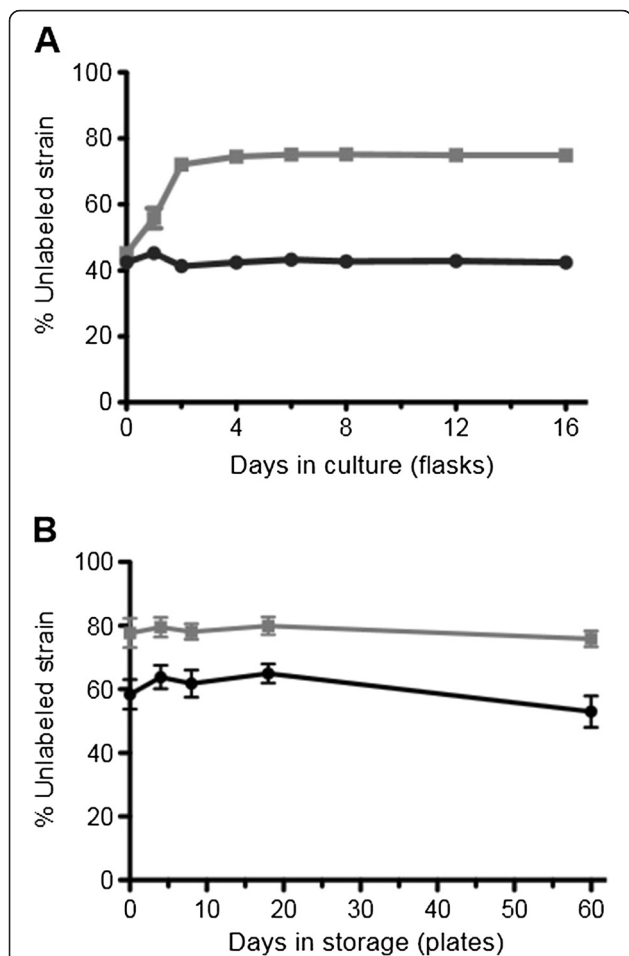 A
% Unlabeled strain
100
80
60
40
20
0
0 4 8 12 16
Days in culture (flasks)
B
% Unlabeled strain
100
80
60
40
20
0
0 10 20 30 40 50 60
Days in storage (plates)